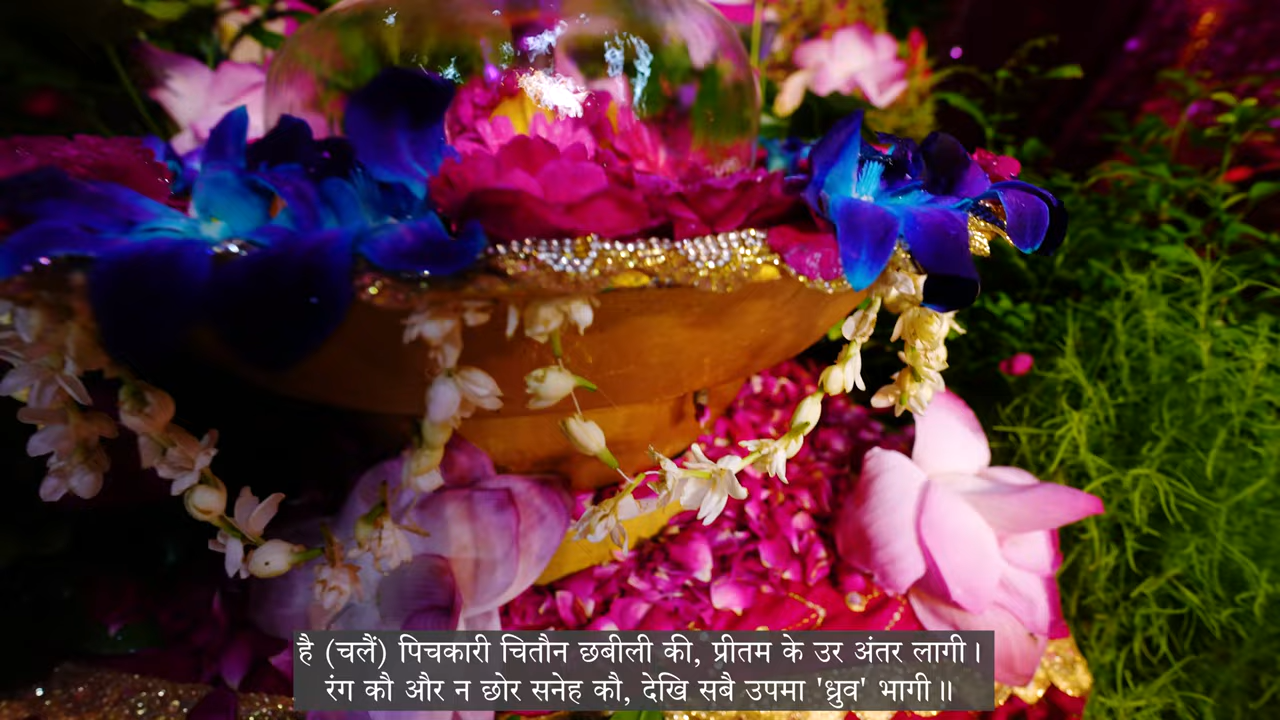 है (चलैं) पिचकारी चितौन छबीली की, प्रीतम के उर अंतर लागी।
रंग कौ और न छोर सनेह कौ, देखि सबै उपमा 'ध्रुव' भागी॥